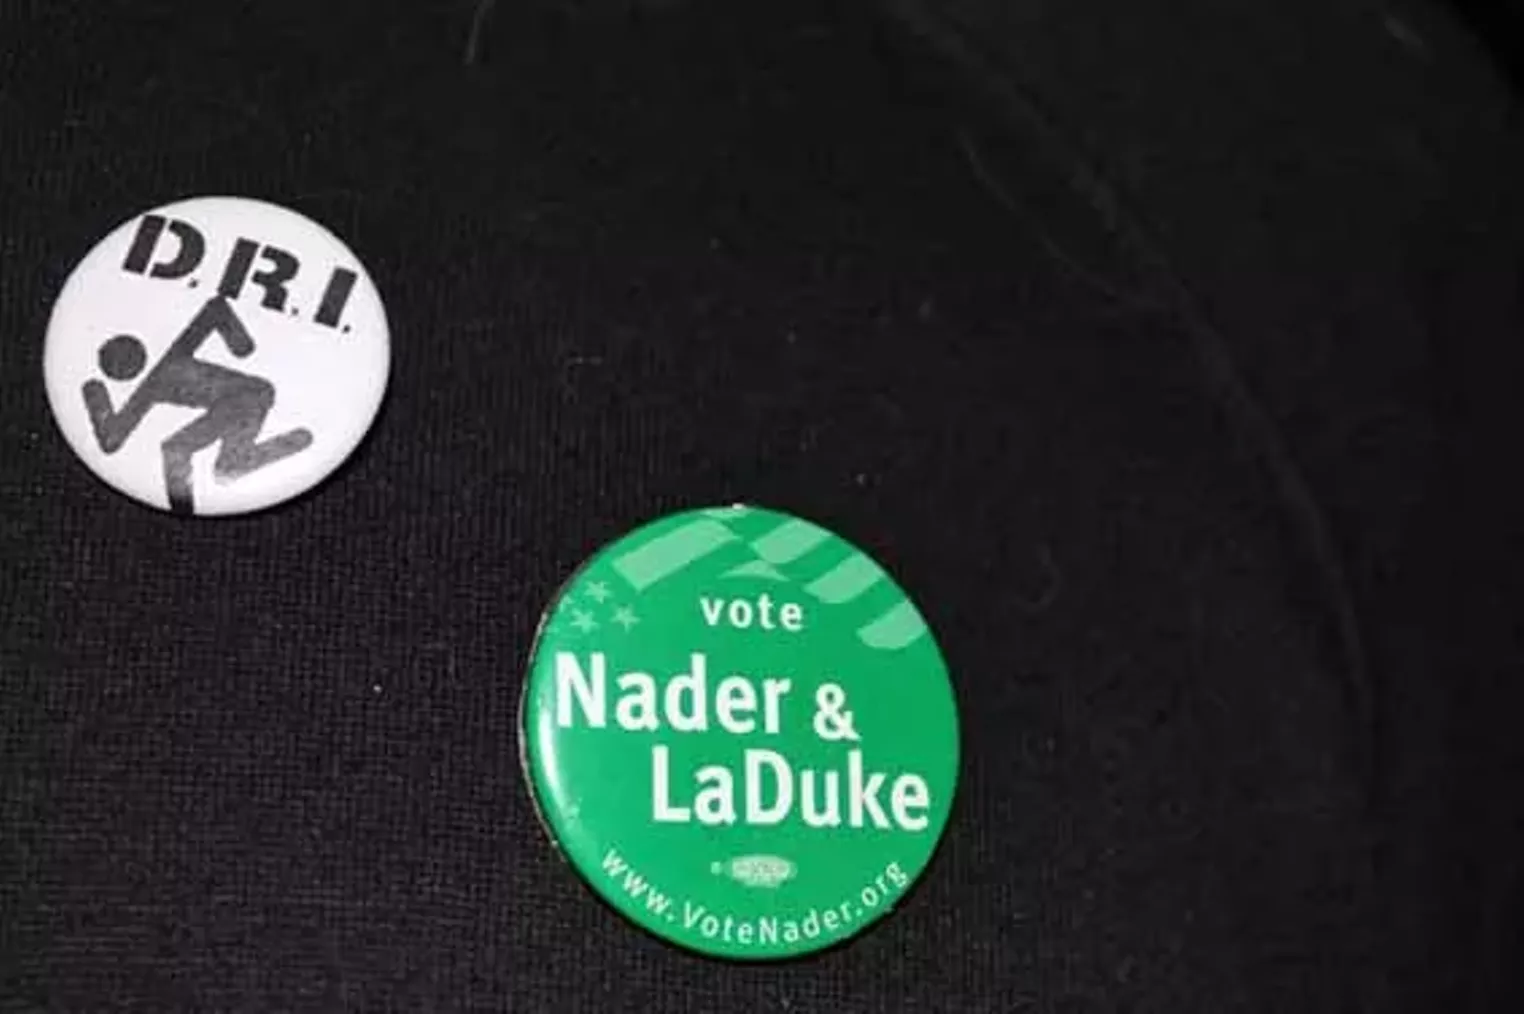 D.R.I.
vote
Nader &
LaDuke
www.VoteNader.org